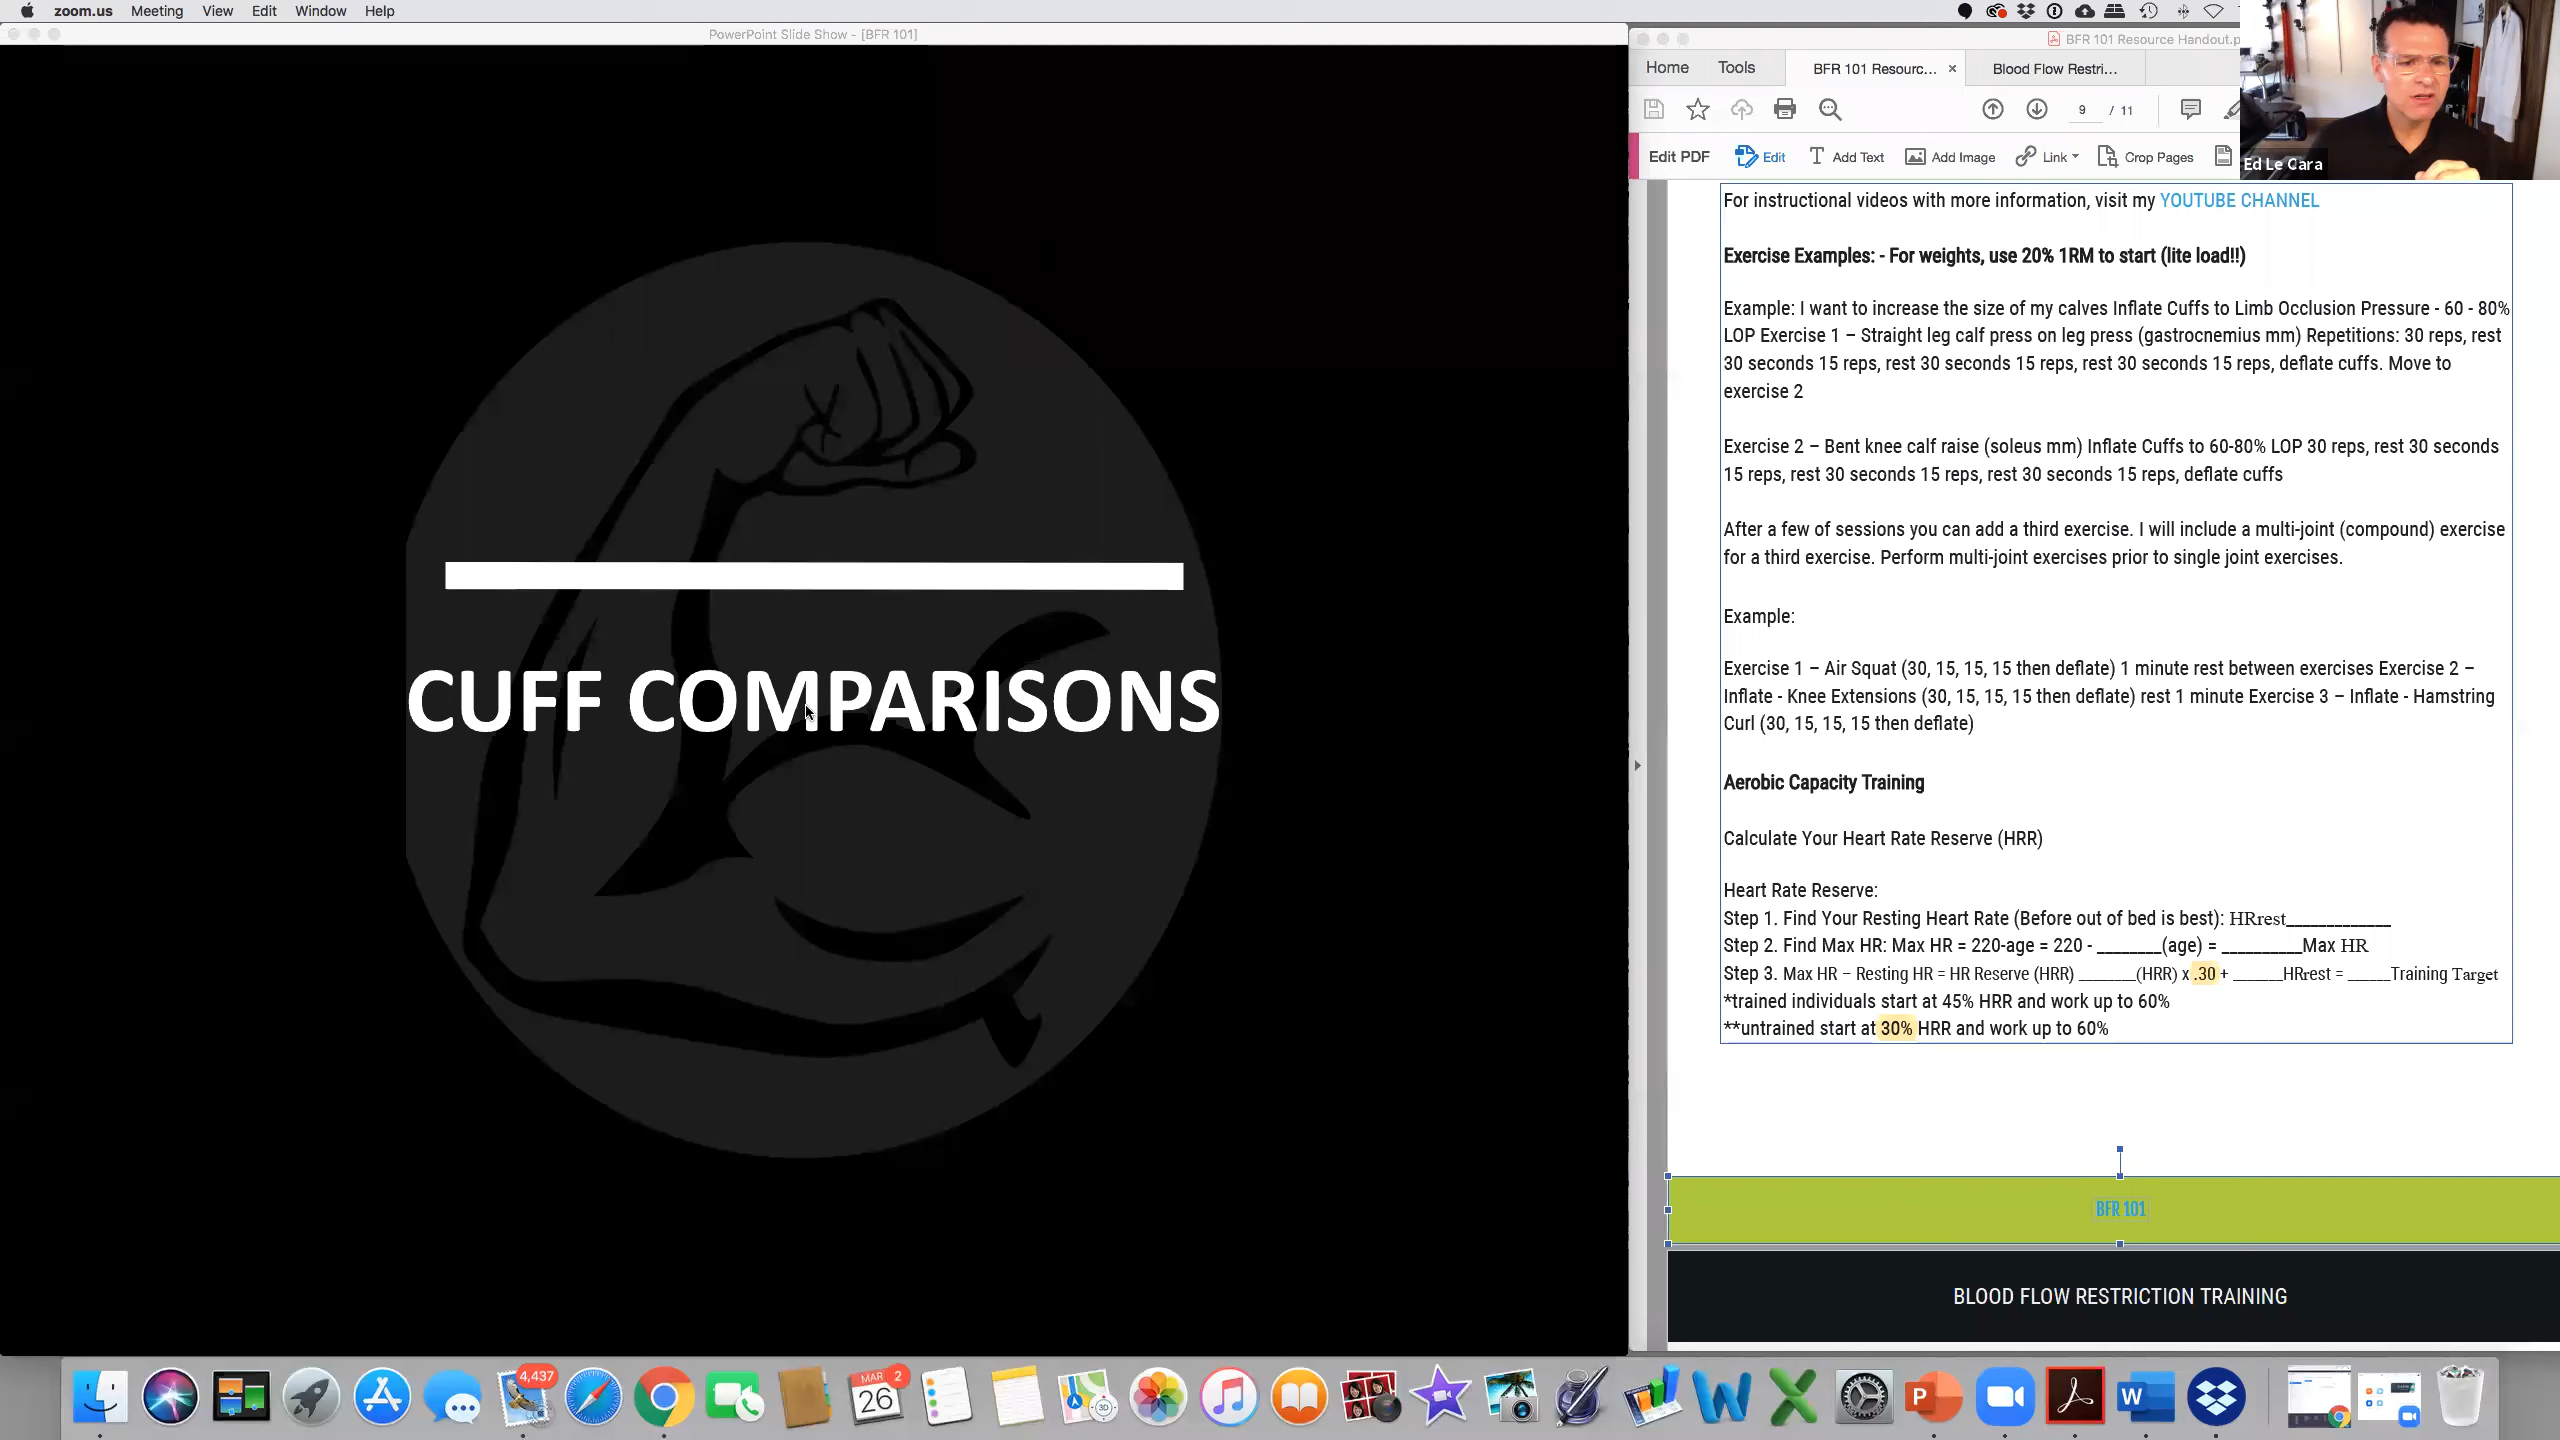 zoom.us Meeting View Edit Window Help
PowerPoint Slide Show - [BFR 101]
CUFF COMPARISONS
BFR 101 Resource Handout.p
Home Tools BFR 101 Resourc... × Blood Flow Restri...
9 / 11
Edit PDF Edit Add Text Add Image Link Crop Pages
Ed Le Cara
For instructional videos with more information, visit my YOUTUBE CHANNEL
Exercise Examples: - For weights, use 20% 1RM to start (lite load!!)
Example: I want to increase the size of my calves Inflate Cuffs to Limb Occlusion Pressure - 60 - 80%
LOP Exercise 1 – Straight leg calf press on leg press (gastrocnemius mm) Repetitions: 30 reps, rest
30 seconds 15 reps, rest 30 seconds 15 reps, rest 30 seconds 15 reps, deflate cuffs. Move to
exercise 2
Exercise 2 – Bent knee calf raise (soleus mm) Inflate Cuffs to 60-80% LOP 30 reps, rest 30 seconds
15 reps, rest 30 seconds 15 reps, rest 30 seconds 15 reps, deflate cuffs
After a few of sessions you can add a third exercise. I will include a multi-joint (compound) exercise
for a third exercise. Perform multi-joint exercises prior to single joint exercises.
Example:
Exercise 1 – Air Squat (30, 15, 15, 15 then deflate) 1 minute rest between exercises Exercise 2 –
Inflate - Knee Extensions (30, 15, 15, 15 then deflate) rest 1 minute Exercise 3 – Inflate - Hamstring
Curl (30, 15, 15, 15 then deflate)
Aerobic Capacity Training
Calculate Your Heart Rate Reserve (HRR)
Heart Rate Reserve:
Step 1. Find Your Resting Heart Rate (Before out of bed is best): HRrest_____________
Step 2. Find Max HR: Max HR = 220-age = 220 - ________(age) = __________Max HR
Step 3. Max HR – Resting HR = HR Reserve (HRR) ________(HRR) x .30 + _______HRrest = ______Training Target
*trained individuals start at 45% HRR and work up to 60%
**untrained start at 30% HRR and work up to 60%
BFR 101
BLOOD FLOW RESTRICTION TRAINING
4,437
MAR 2
26
3D
P
W